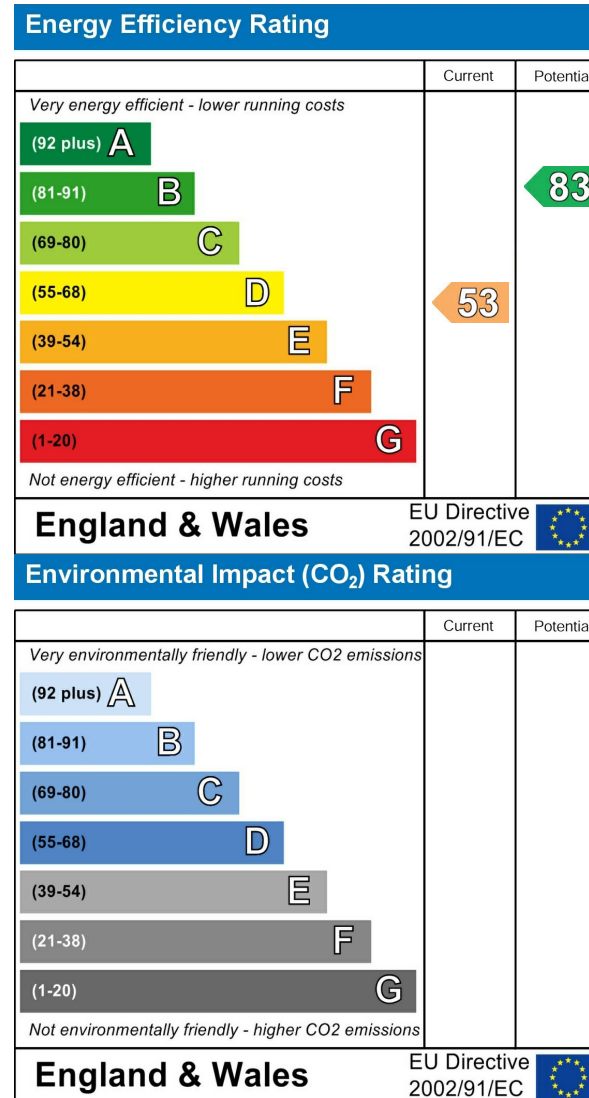 Energy Efficiency Rating
Current Potentia
Very energy efficient - lower running costs
(92 plus) A
(81-91) B
83
(69-80) C
(55-68) D
53
(39-54) E
(21-38) F
(1-20) G
Not energy efficient - higher running costs
England & Wales
EU Directive
2002/91/EC
Environmental Impact (CO₂) Rating
Current Potentia
Very environmentally friendly - lower CO2 emissions
(92 plus) A
(81-91) B
(69-80) C
(55-68) D
(39-54) E
(21-38) F
(1-20) G
Not environmentally friendly - higher CO2 emissions
England & Wales
EU Directive
2002/91/EC